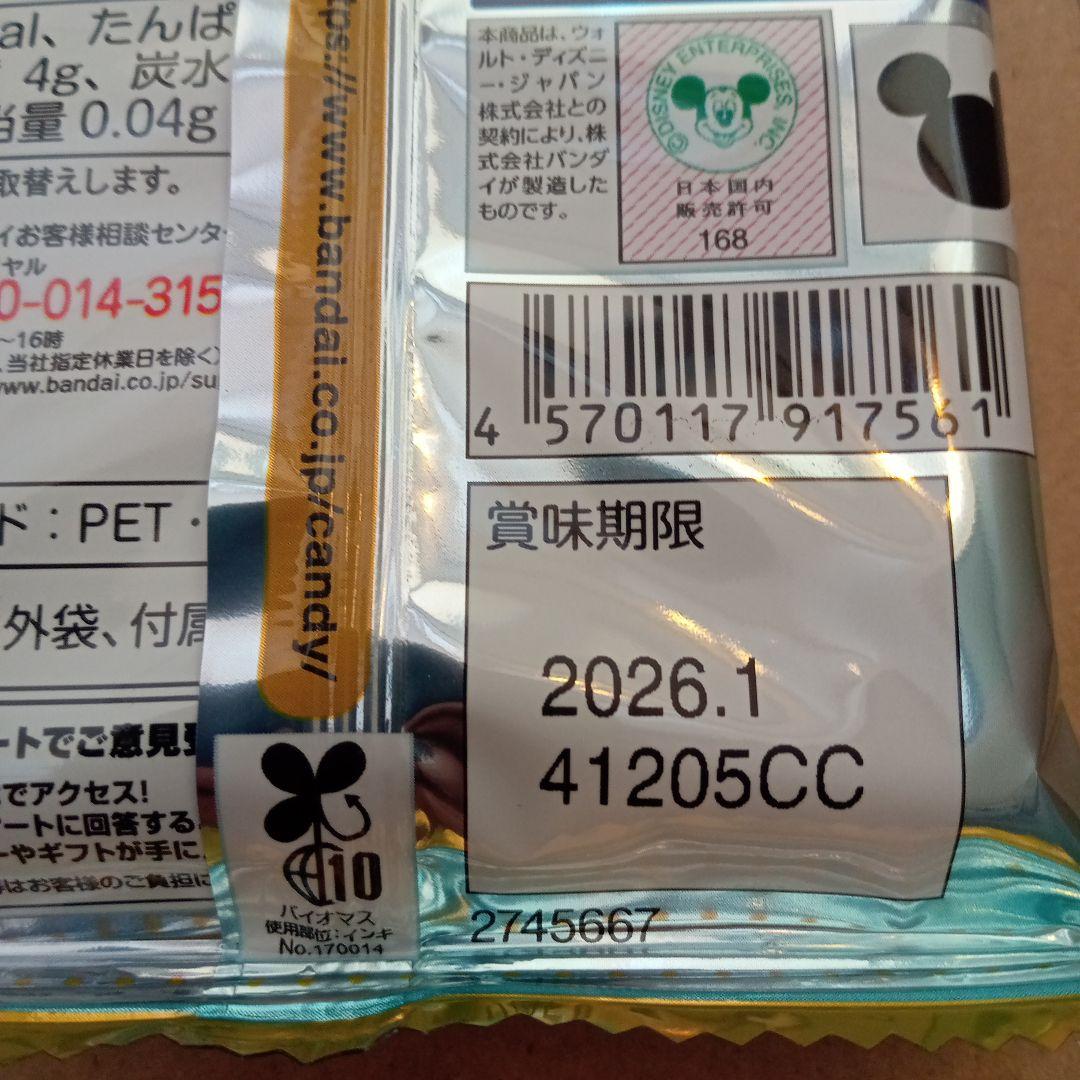 al、たんぱ
4g、炭水
当量 0.04g
取替えします。
イお客様相談センター
ヤル
0-014-315
～16時
、当社指定休業日を除く）
www.bandai.co.jp/su
ド：PET・
外袋、付属
ートでご意見
でアクセス!
ケートに回答する
ーやギフトが手に
はお客様のご負担に
tps://www.bandai.co.jp/candy/
10
バイオマス
使用部位：インキ
No.170014
本商品は、ウォ
ルト・ディズニ
ー・ジャパン
株式会社との
契約により、株
式会社バンダ
イが製造した
ものです。
©DISNEY ENTERPRISES, INC.
日本国内
販売許可
168
4 570117 917561
賞味期限
2026.1
41205CC
2745667